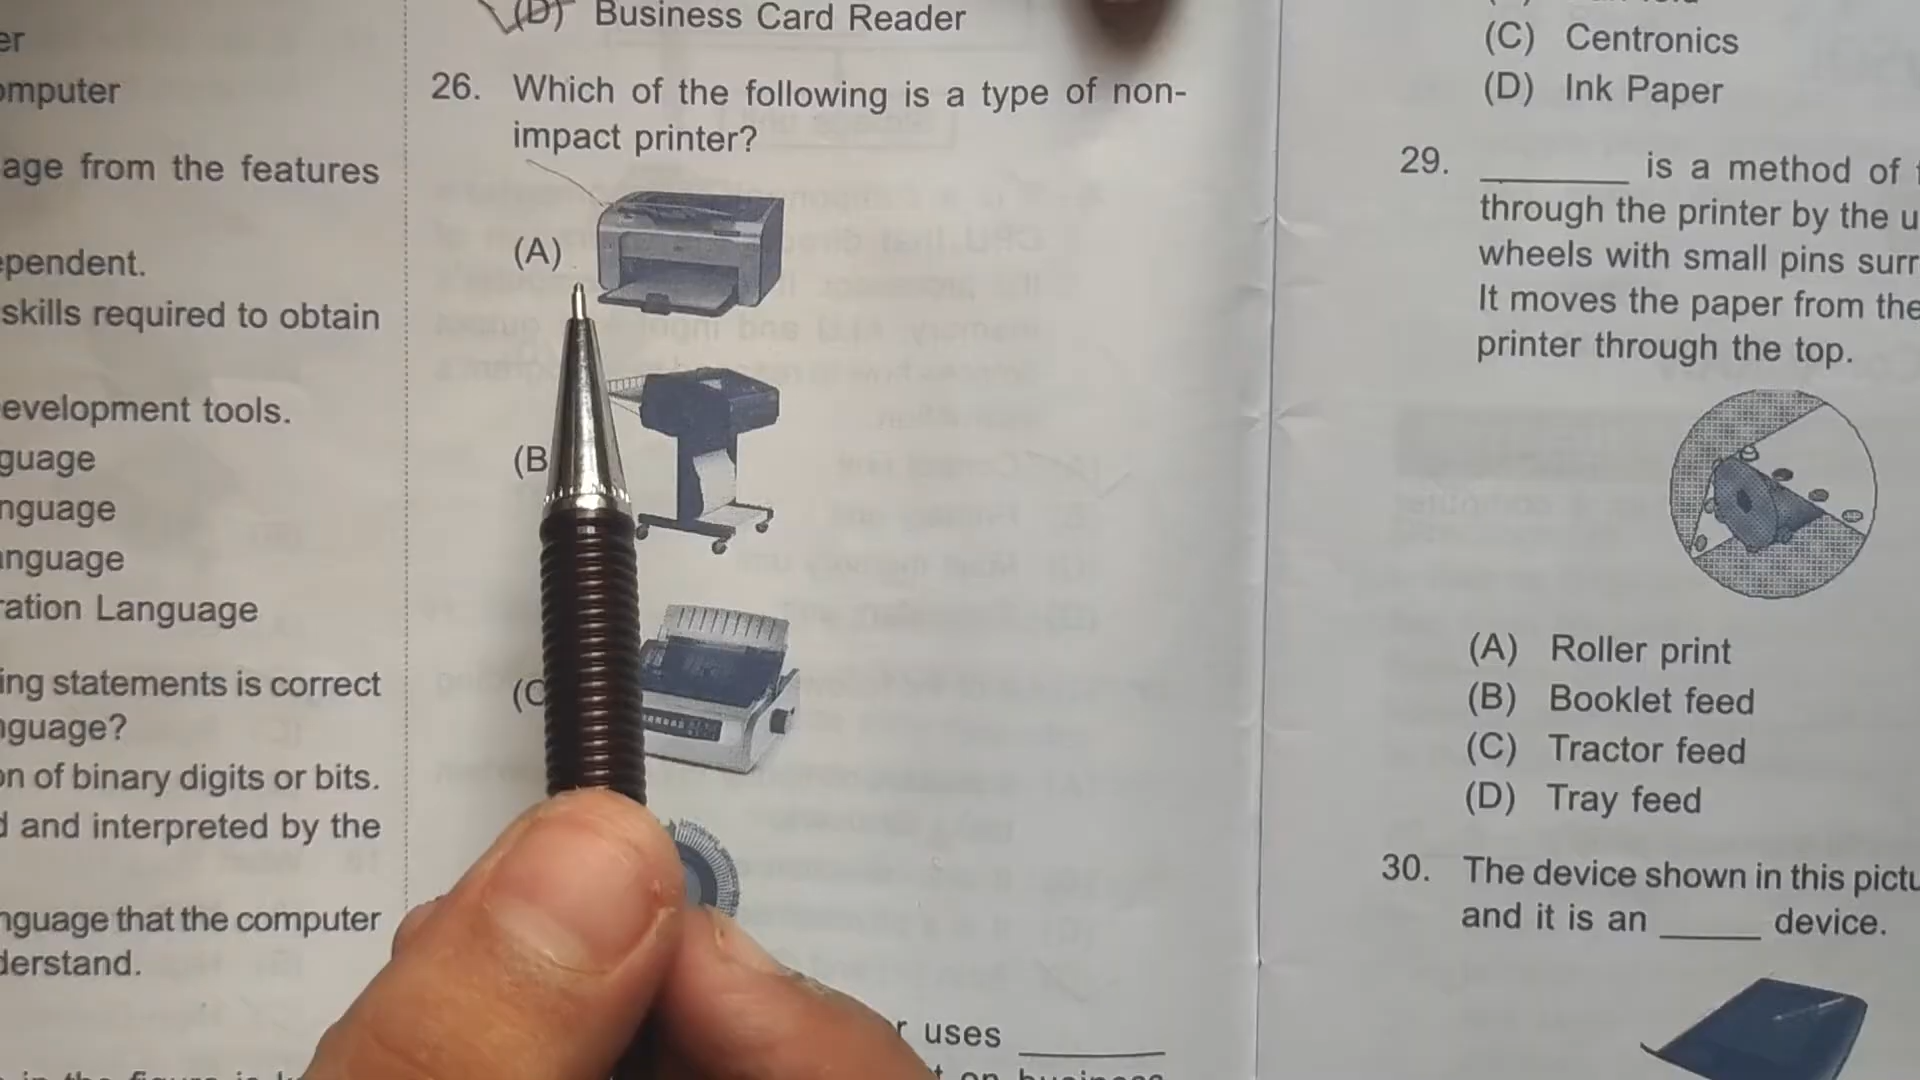 er
omputer
age from the features
ependent.
skills required to obtain
evelopment tools.
guage
nguage
anguage
ration Language
ing statements is correct
nguage?
on of binary digits or bits.
d and interpreted by the
nguage that the computer
derstand.
(D) Business Card Reader
26. Which of the following is a type of non-
impact printer?
(A)
(B
(C
r uses ______
(C) Centronics
(D) Ink Paper
29. ______ is a method of
through the printer by the u
wheels with small pins surr
It moves the paper from the
printer through the top.
(A) Roller print
(B) Booklet feed
(C) Tractor feed
(D) Tray feed
30. The device shown in this pictu
and it is an _____ device.